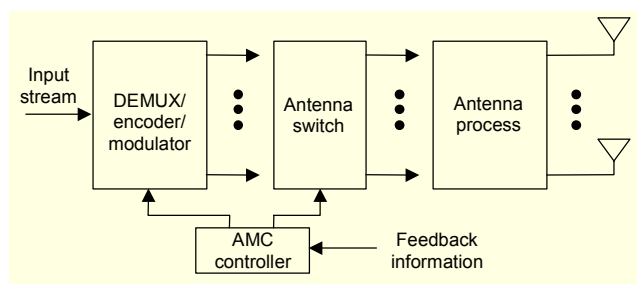 Input
stream
DEMUX/
encoder/
modulator
Antenna
switch
Antenna
process
AMC
controller
Feedback
information